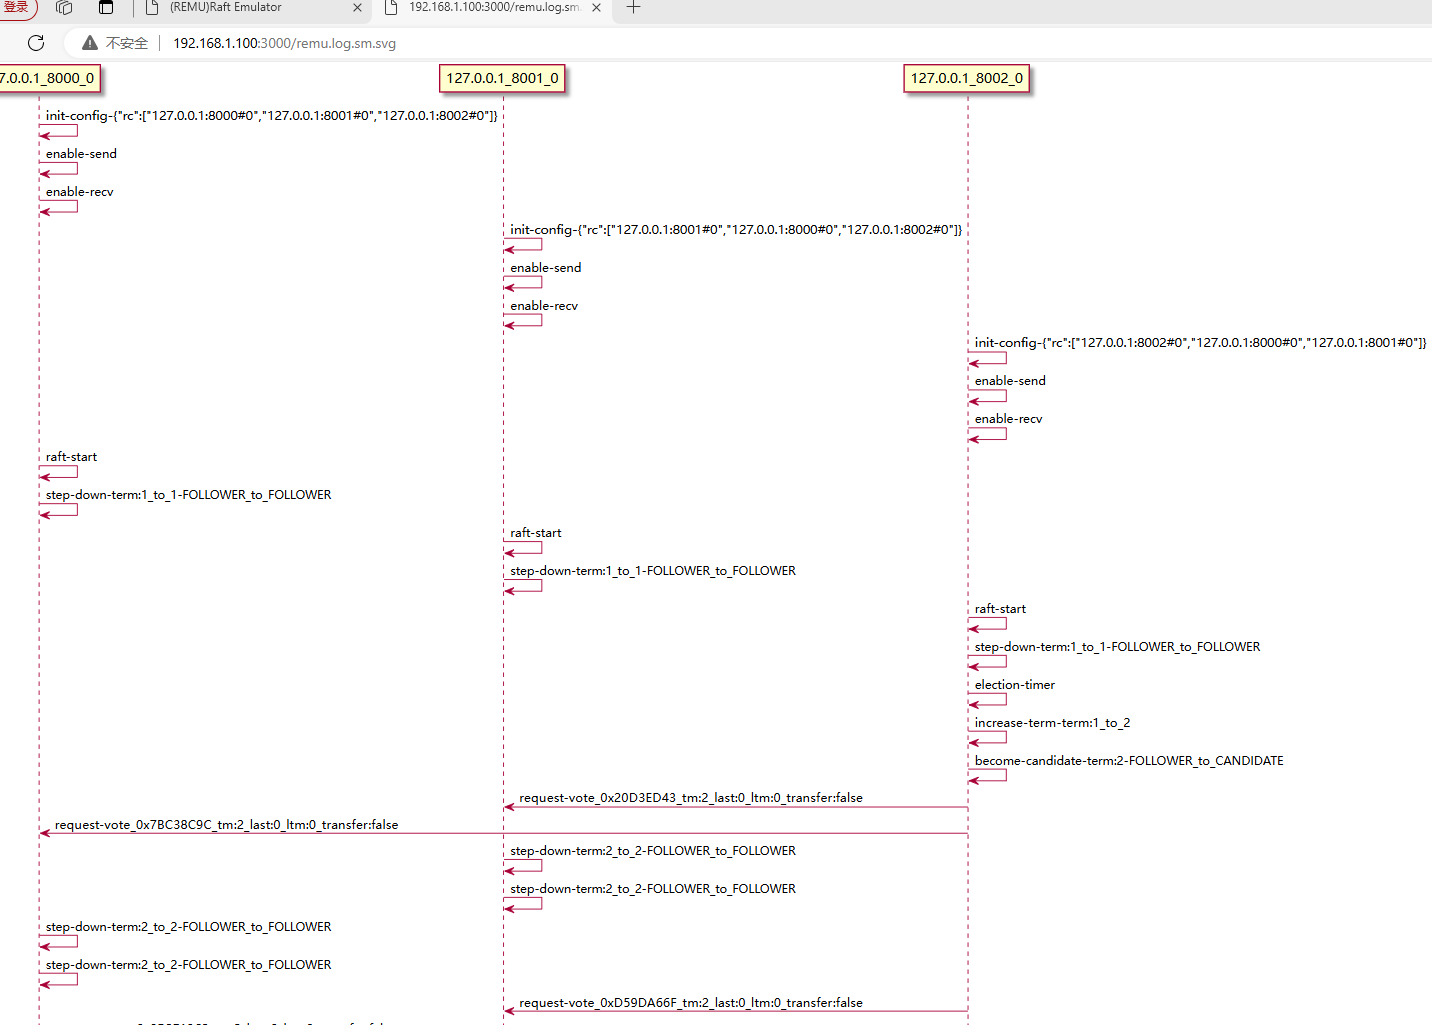 登录
(REMU)Raft Emulator
192.168.1.100:3000/remu.log.sm.
不安全
192.168.1.100:3000/remu.log.sm.svg
7.0.0.1_8000_0
127.0.0.1_8001_0
127.0.0.1_8002_0
init-config-{"rc":["127.0.0.1:8000#0","127.0.0.1:8001#0","127.0.0.1:8002#0"]}
enable-send
enable-recv
init-config-{"rc":["127.0.0.1:8001#0","127.0.0.1:8000#0","127.0.0.1:8002#0"]}
enable-send
enable-recv
init-config-{"rc":["127.0.0.1:8002#0","127.0.0.1:8000#0","127.0.0.1:8001#0"]}
enable-send
enable-recv
raft-start
step-down-term:1_to_1-FOLLOWER_to_FOLLOWER
raft-start
step-down-term:1_to_1-FOLLOWER_to_FOLLOWER
raft-start
step-down-term:1_to_1-FOLLOWER_to_FOLLOWER
election-timer
increase-term-term:1_to_2
become-candidate-term:2-FOLLOWER_to_CANDIDATE
request-vote_0x20D3ED43_tm:2_last:0_ltm:0_transfer:false
request-vote_0x7BC38C9C_tm:2_last:0_ltm:0_transfer:false
step-down-term:2_to_2-FOLLOWER_to_FOLLOWER
step-down-term:2_to_2-FOLLOWER_to_FOLLOWER
step-down-term:2_to_2-FOLLOWER_to_FOLLOWER
step-down-term:2_to_2-FOLLOWER_to_FOLLOWER
request-vote_0xD59DA66F_tm:2_last:0_ltm:0_transfer:false